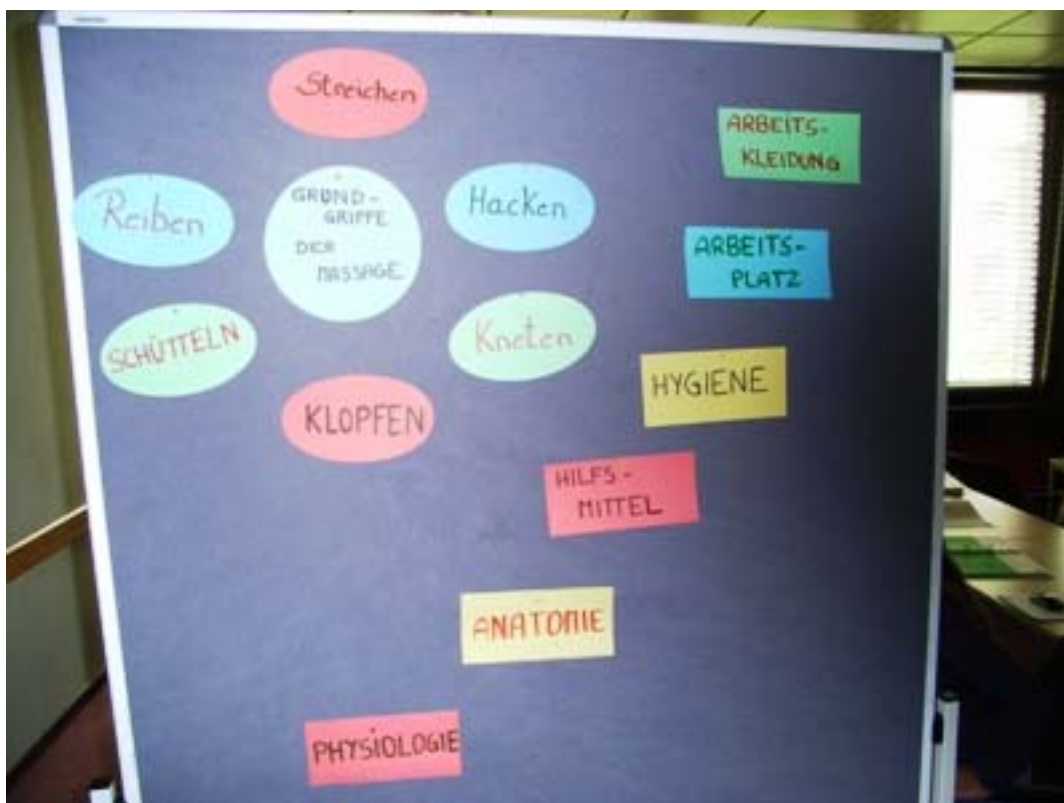 Streichen
Reiben
GRUND-
GRIFFE
DER
MASSAGE
Hacken
SCHÜTTELN
Kneten
KLOPFEN
ARBEITS-
KLEIDUNG
ARBEITS-
PLATZ
HYGIENE
HILFS-
MITTEL
ANATOMIE
PHYSIOLOGIE